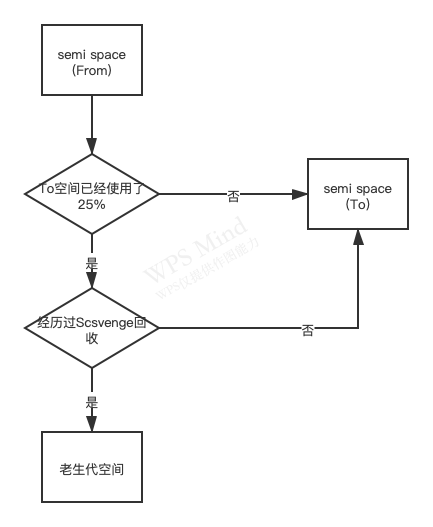 semi space
(From)
To空间已经使用了
25%
否
semi space
(To)
是
WPS Mind
WPS仅提供作图能力
经历过Scsvenge回
收
否
是
老生代空间